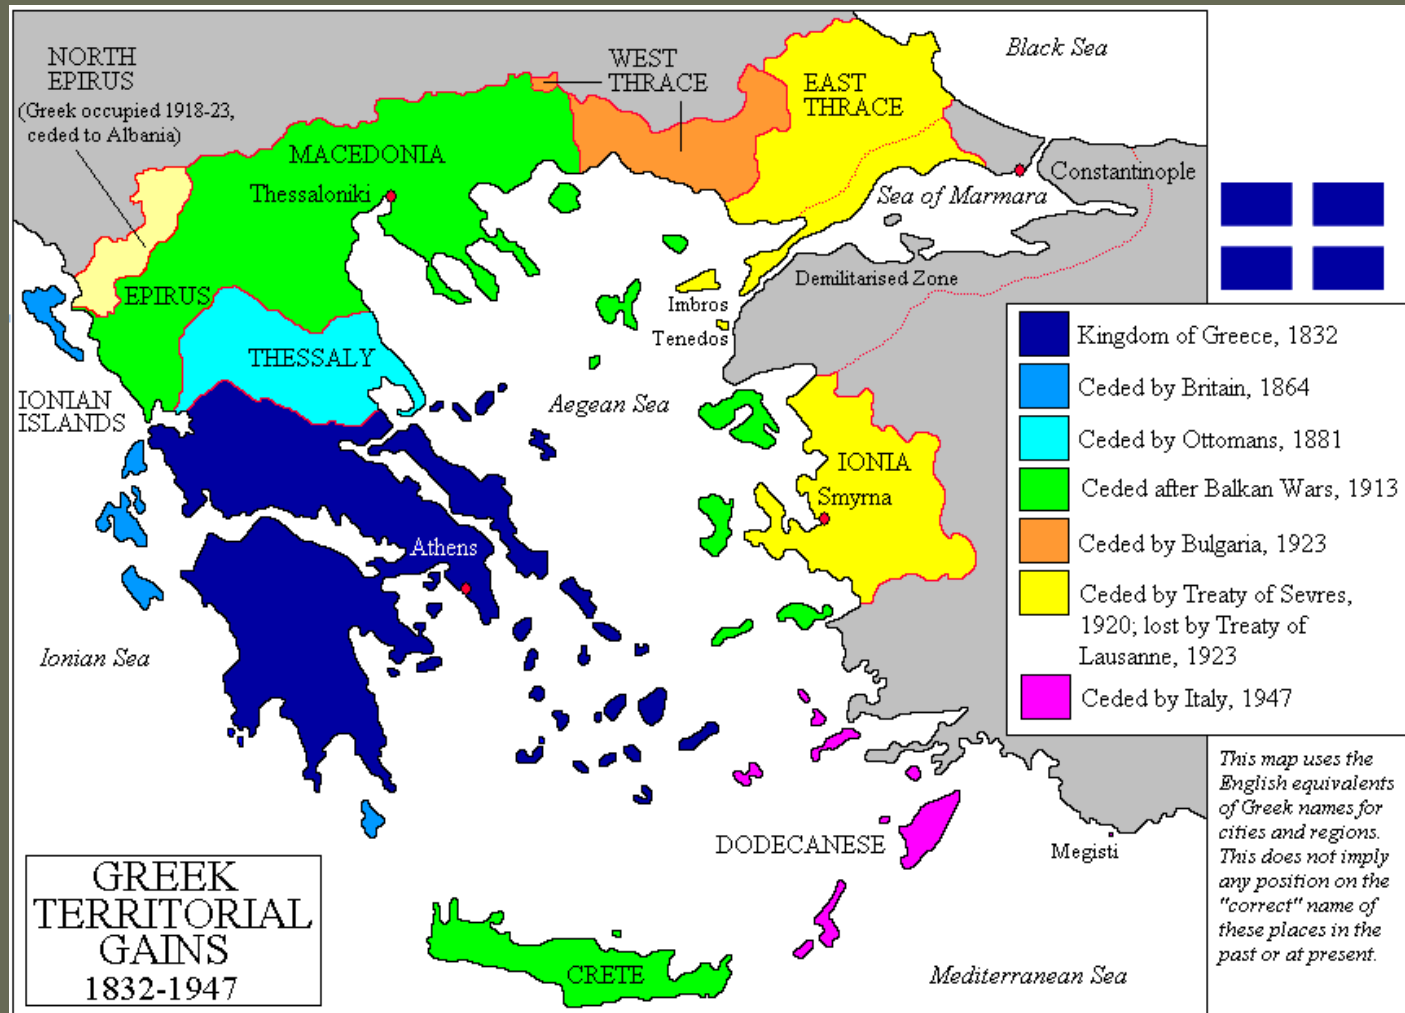 NORTH
EPIRUS
(Greek occupied 1918-23,
ceded to Albania)
WEST
THRACE
EAST
THRACE
Black Sea
MACEDONIA
Thessaloniki
Constantinople
Sea of Marmara
Demilitarised Zone
EPIRUS
Imbros
Tenedos
THESSALY
IONIAN
ISLANDS
Aegean Sea
IONIA
Smyrna
Athens
Ionian Sea
DODECANESE
Megisti
CRETE
Mediterranean Sea
GREEK
TERRITORIAL
GAINS
1832-1947
Kingdom of Greece, 1832
Ceded by Britain, 1864
Ceded by Ottomans, 1881
Ceded after Balkan Wars, 1913
Ceded by Bulgaria, 1923
Ceded by Treaty of Sevres,
1920; lost by Treaty of
Lausanne, 1923
Ceded by Italy, 1947
This map uses the
English equivalents
of Greek names for
cities and regions.
This does not imply
any position on the
"correct" name of
these places in the
past or at present.